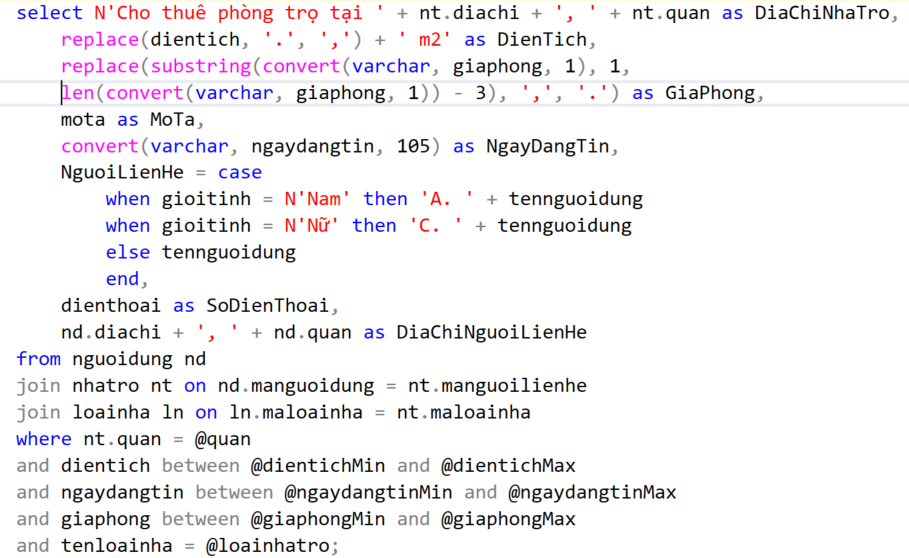 select N'Cho thuê phòng trọ tại ' + nt.diachi + ', ' + nt.quan as DiaChiNhaTro,
    replace(dientich, '.', ',') + ' m2' as DienTich,
    replace(substring(convert(varchar, giaphong, 1), 1,
    len(convert(varchar, giaphong, 1)) - 3), ',', '.') as GiaPhong,
    mota as MoTa,
    convert(varchar, ngaydangtin, 105) as NgayDangTin,
    NguoiLienHe = case
        when gioitinh = N'Nam' then 'A. ' + tennguoidung
        when gioitinh = N'Nữ' then 'C. ' + tennguoidung
        else tennguoidung
        end,
    dienthoai as SoDienThoai,
    nd.diachi + ', ' + nd.quan as DiaChiNguoiLienHe
from nguoidung nd
join nhatro nt on nd.manguoidung = nt.manguoilienhe
join loainha ln on ln.maloainha = nt.maloainha
where nt.quan = @quan
and dientich between @dientichMin and @dientichMax
and ngaydangtin between @ngaydangtinMin and @ngaydangtinMax
and giaphong between @giaphongMin and @giaphongMax
and tenloainha = @loainhatro;